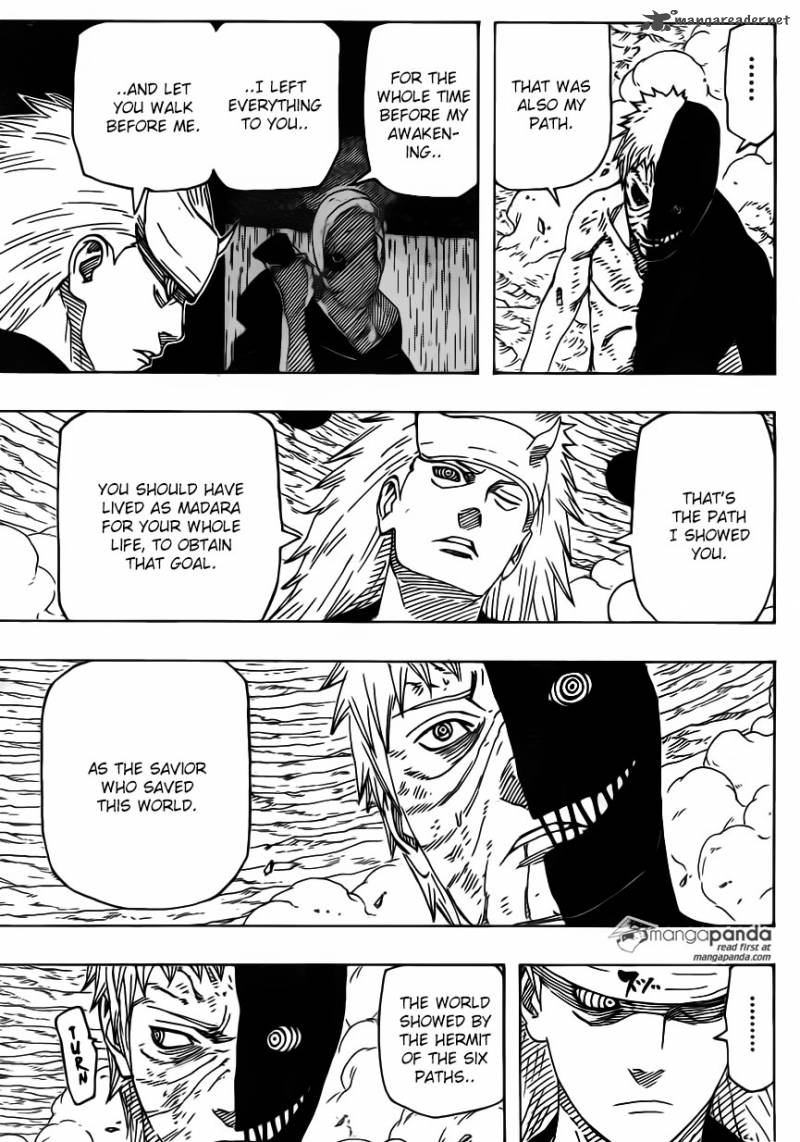 mangareader.net
........
THAT WAS
ALSO MY
PATH.
FOR THE
WHOLE TIME
BEFORE MY
AWAKEN-
ING..
..I LEFT
EVERYTHING
TO YOU..
..AND LET
YOU WALK
BEFORE ME.
THAT'S
THE PATH
I SHOWED
YOU.
YOU SHOULD HAVE
LIVED AS MADARA
FOR YOUR WHOLE
LIFE, TO OBTAIN
THAT GOAL.
AS THE SAVIOR
WHO SAVED
THIS WORLD.
mangapanda
read first at
mangapanda.com
........
ズッ..
THE WORLD
SHOWED BY
THE HERMIT
OF THE SIX
PATHS..
TURN